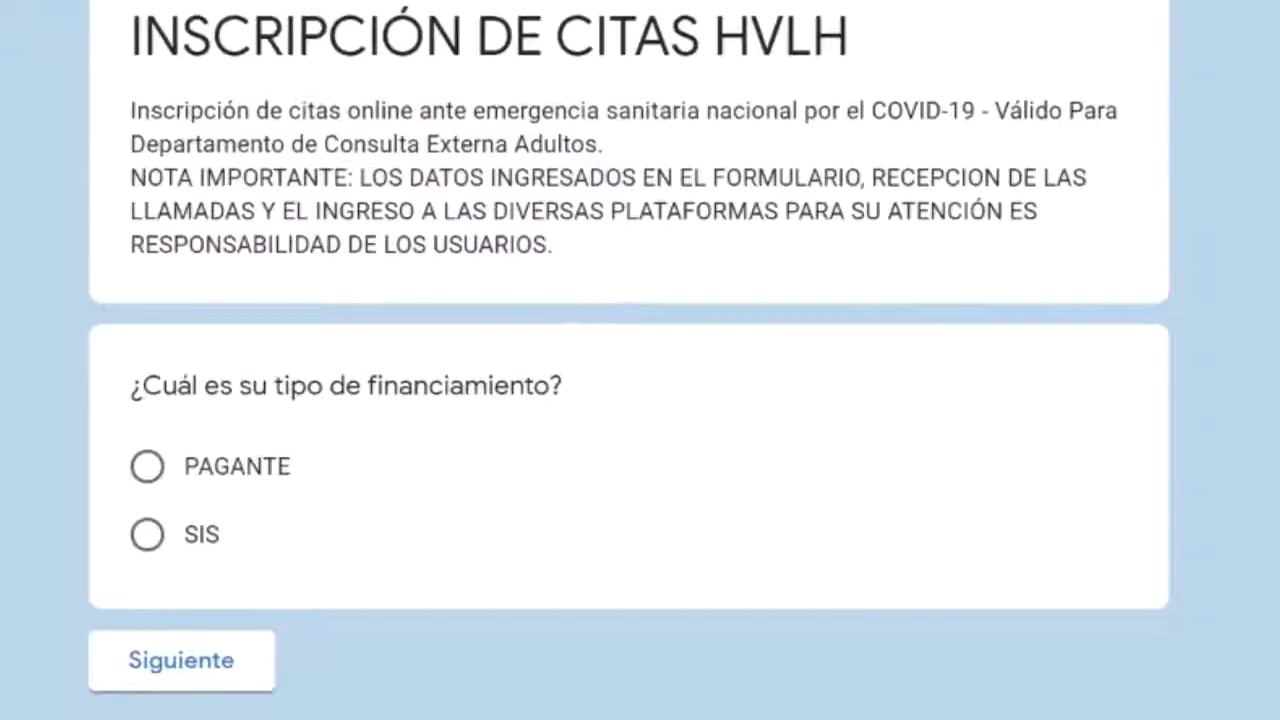 INSCRIPCIÓN DE CITAS HVLH
Inscripción de citas online ante emergencia sanitaria nacional por el COVID-19 - Válido Para
Departamento de Consulta Externa Adultos.
NOTA IMPORTANTE: LOS DATOS INGRESADOS EN EL FORMULARIO, RECEPCION DE LAS
LLAMADAS Y EL INGRESO A LAS DIVERSAS PLATAFORMAS PARA SU ATENCIÓN ES
RESPONSABILIDAD DE LOS USUARIOS.
¿Cuál es su tipo de financiamiento?
PAGANTE
SIS
Siguiente